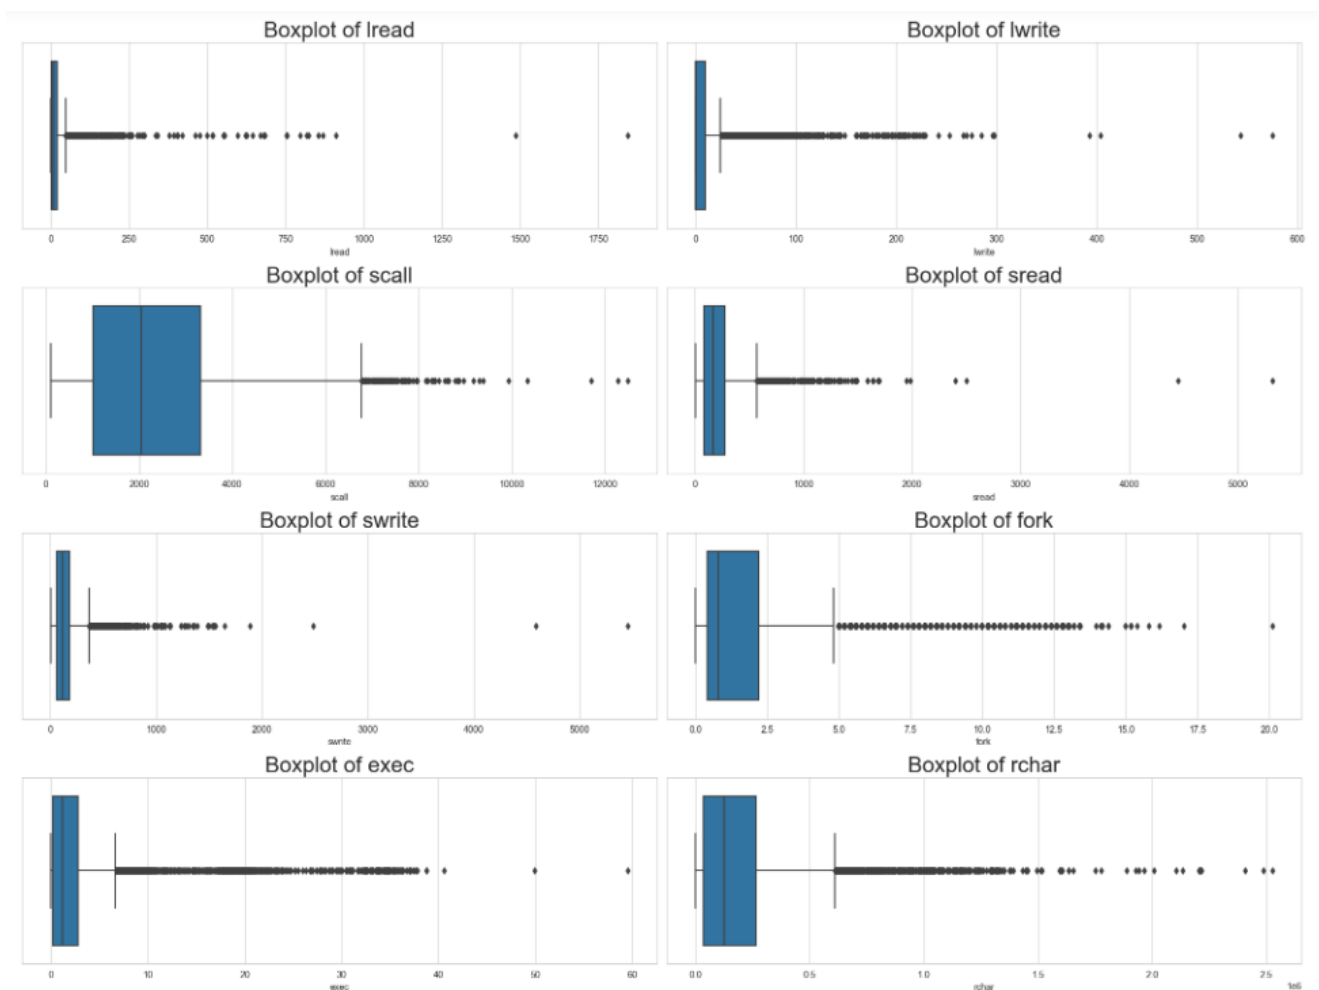 Boxplot of lread
0 250 500 750 1000 1250 1500 1750
lread
Boxplot of lwrite
0 100 200 300 400 500 600
lwrite
Boxplot of scall
0 2000 4000 6000 8000 10000 12000
scall
Boxplot of sread
0 1000 2000 3000 4000 5000
sread
Boxplot of swrite
0 1000 2000 3000 4000 5000
swrite
Boxplot of fork
0.0 2.5 5.0 7.5 10.0 12.5 15.0 17.5 20.0
fork
Boxplot of exec
0 10 20 30 40 50 60
exec
Boxplot of rchar
0.0 0.5 1.0 1.5 2.0 2.5
rchar
1e6